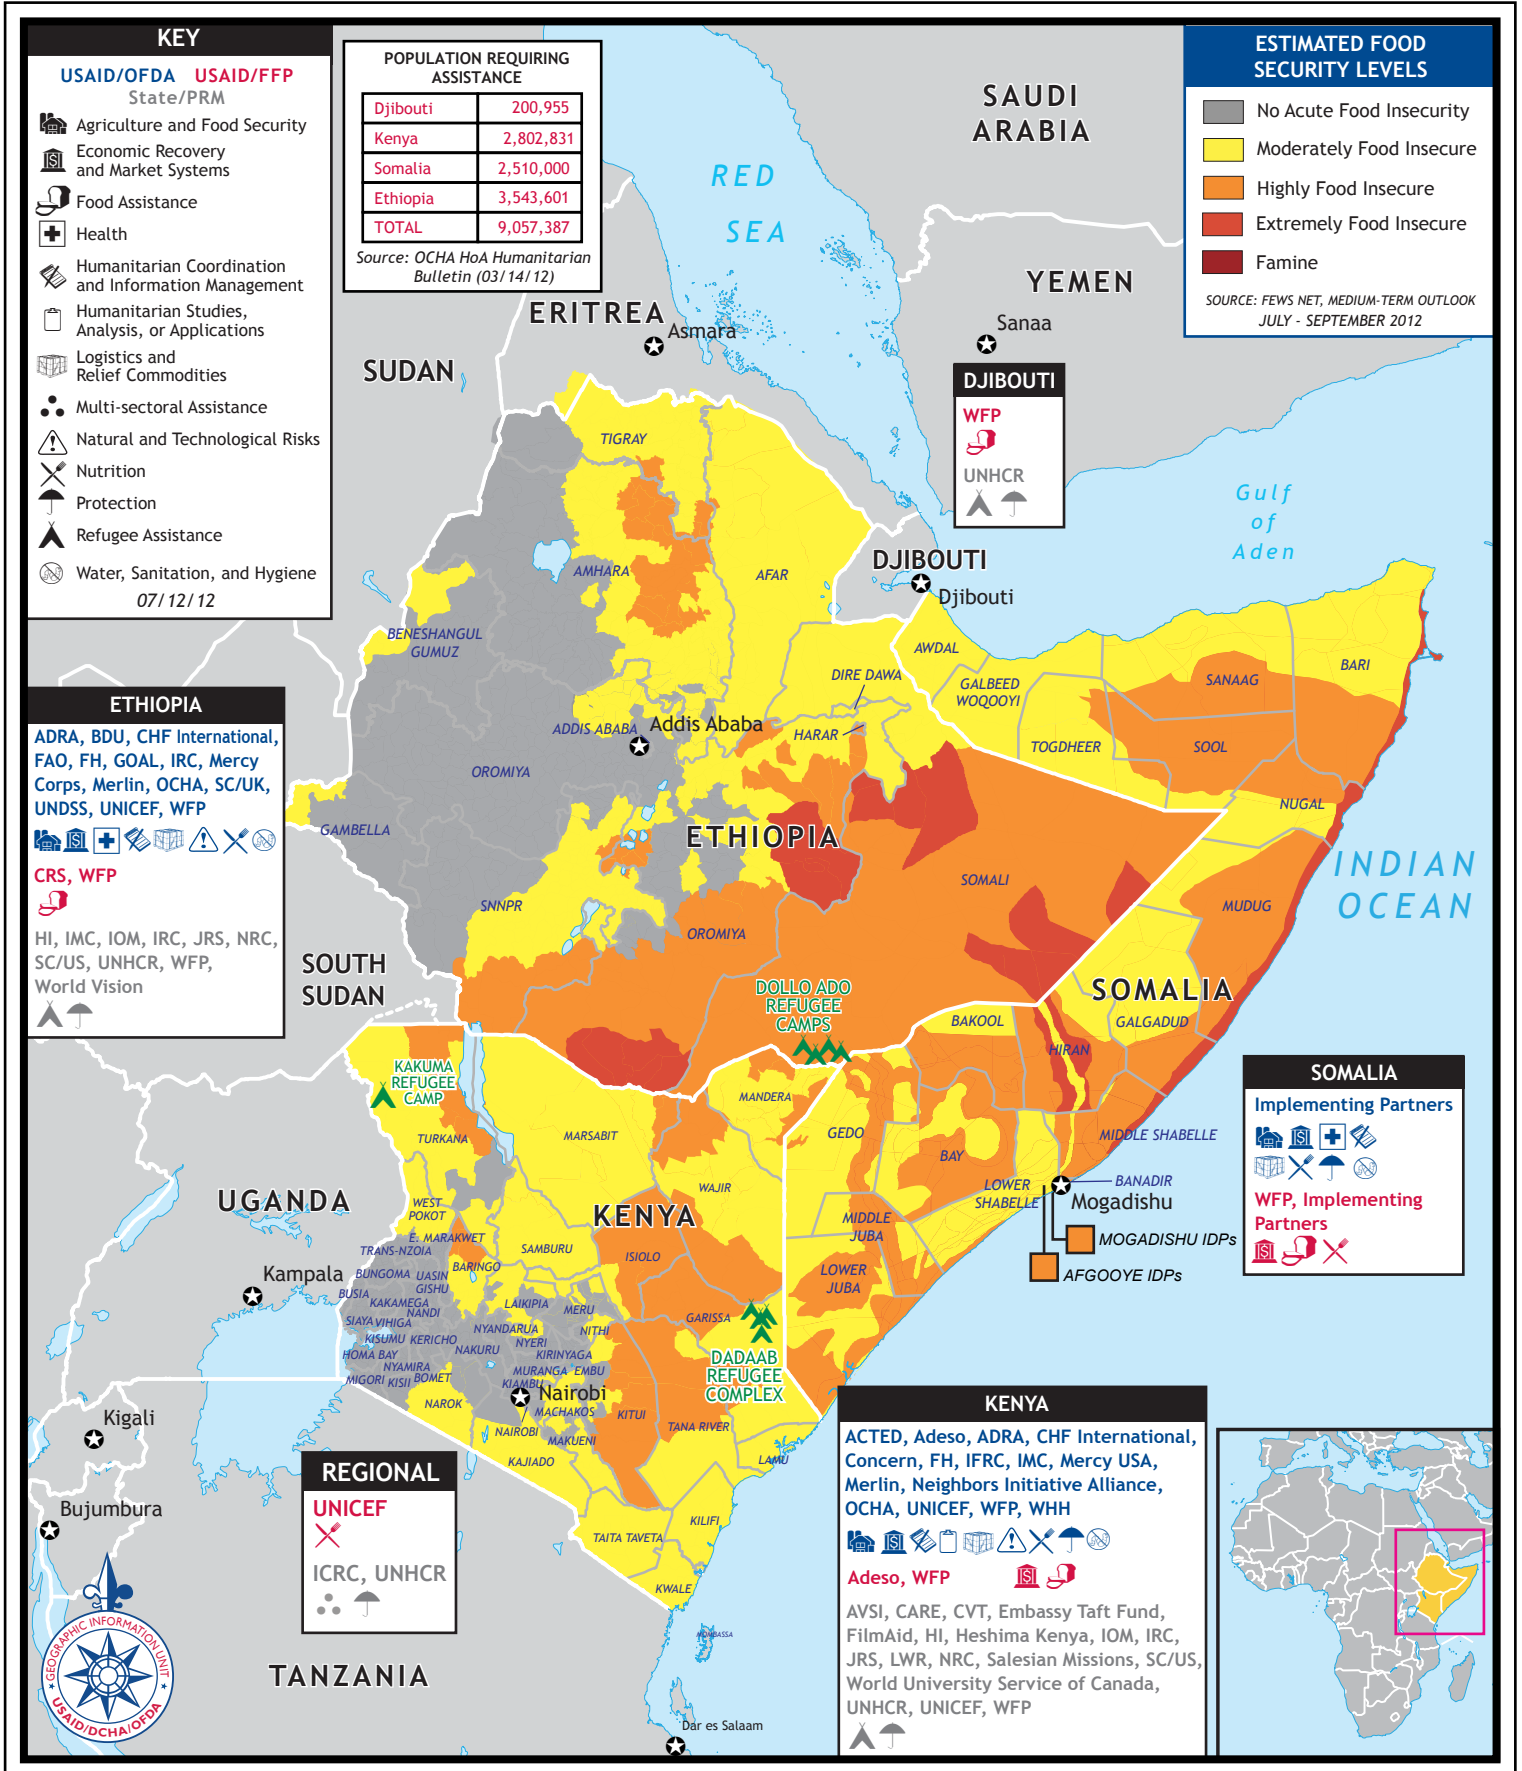 KEY
USAID/OFDA USAID/FFP
State/PRM
Agriculture and Food Security
Economic Recovery
and Market Systems
Food Assistance
Health
Humanitarian Coordination
and Information Management
Humanitarian Studies,
Analysis, or Applications
Logistics and
Relief Commodities
Multi-sectoral Assistance
Natural and Technological Risks
Nutrition
Protection
Refugee Assistance
Water, Sanitation, and Hygiene
07/12/12
POPULATION REQUIRING
ASSISTANCE
Djibouti 200,955
Kenya 2,802,831
Somalia 2,510,000
Ethiopia 3,543,601
TOTAL 9,057,387
Source: OCHA HoA Humanitarian
Bulletin (03/14/12)
ESTIMATED FOOD
SECURITY LEVELS
No Acute Food Insecurity
Moderately Food Insecure
Highly Food Insecure
Extremely Food Insecure
Famine
SOURCE: FEWS NET, MEDIUM-TERM OUTLOOK
JULY - SEPTEMBER 2012
SAUDI
ARABIA
RED
SEA
YEMEN
Sanaa
ERITREA
Asmara
SUDAN
DJIBOUTI
WFP
UNHCR
Gulf
of
Aden
DJIBOUTI
Djibouti
TIGRAY
AMHARA
AFAR
BENESHANGUL
GUMUZ
DIRE DAWA
HARAR
ADDIS ABABA
Addis Ababa
OROMIYA
GAMBELLA
ETHIOPIA
SNNPR
OROMIYA
SOMALI
AWDAL
GALBEED
WOQOOYI
TOGDHEER
SANAAG
SOOL
BARI
NUGAL
MUDUG
INDIAN
OCEAN
ETHIOPIA
ADRA, BDU, CHF International,
FAO, FH, GOAL, IRC, Mercy
Corps, Merlin, OCHA, SC/UK,
UNDSS, UNICEF, WFP
CRS, WFP
HI, IMC, IOM, IRC, JRS, NRC,
SC/US, UNHCR, WFP,
World Vision
SOUTH
SUDAN
DOLLO ADO
REFUGEE
CAMPS
SOMALIA
GALGADUD
BAKOOL
HIRAN
KAKUMA
REFUGEE
CAMP
TURKANA
MARSABIT
MANDERA
GEDO
BAY
MIDDLE SHABELLE
LOWER
SHABELLE
BANADIR
Mogadishu
MOGADISHU IDPs
AFGOOYE IDPs
SOMALIA
Implementing Partners
WFP, Implementing
Partners
UGANDA
Kampala
WEST
POKOT
E. MARAKWET
TRANS-NZOIA
BUNGOMA
UASIN
GISHU
BUSIA
KAKAMEGA
NANDI
SIAYA
VIHIGA
KISUMU
KERICHO
HOMA BAY
NYAMIRA
MIGORI
KISII
BOMET
BARINGO
SAMBURU
LAIKIPIA
MERU
NYANDARUA
NITHI
NYERI
NAKURU
KIRINYAGA
MURANGA
EMBU
KIAMBU
Nairobi
MACHAKOS
NAROK
NAIROBI
MAKUENI
KAJIADO
KENYA
WAJIR
ISIOLO
GARISSA
KITUI
TANA RIVER
LAMU
KILIFI
TAITA TAVETA
KWALE
MOMBASSA
MIDDLE
JUBA
LOWER
JUBA
DADAAB
REFUGEE
COMPLEX
Kigali
Bujumbura
REGIONAL
UNICEF
ICRC, UNHCR
TANZANIA
Dar es Salaam
KENYA
ACTED, Adeso, ADRA, CHF International,
Concern, FH, IFRC, IMC, Mercy USA,
Merlin, Neighbors Initiative Alliance,
OCHA, UNICEF, WFP, WHH
Adeso, WFP
AVSI, CARE, CVT, Embassy Taft Fund,
FilmAid, HI, Heshima Kenya, IOM, IRC,
JRS, LWR, NRC, Salesian Missions, SC/US,
World University Service of Canada,
UNHCR, UNICEF, WFP
GEOGRAPHIC INFORMATION UNIT
USAID/DCHA/OFDA